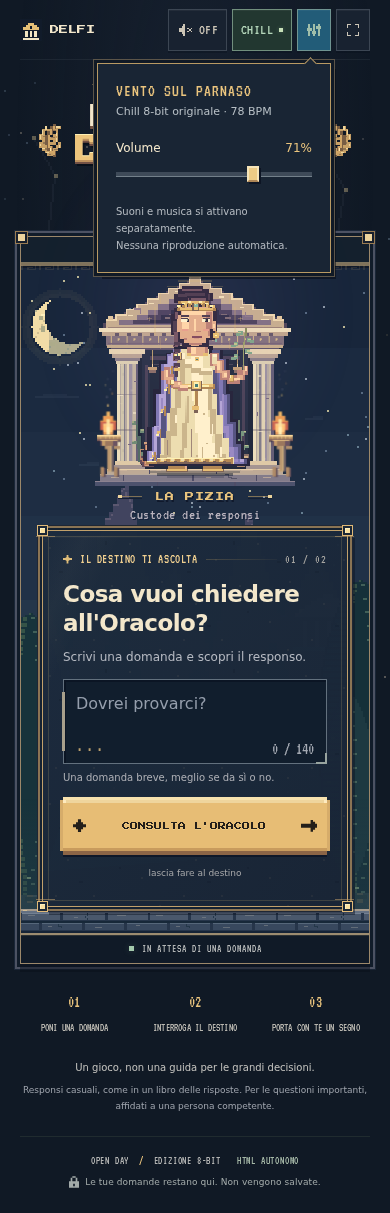 DELFI
OFF
CHILL
VENTO SUL PARNASO
Chill 8-bit originale · 78 BPM
Volume 71%
Suoni e musica si attivano
separatamente.
Nessuna riproduzione automatica.
LA PIZIA
Custode dei responsi
IL DESTINO TI ASCOLTA 01 / 02
Cosa vuoi chiedere
all'Oracolo?
Scrivi una domanda e scopri il responso.
Dovrei provarci?
...
0 / 140
Una domanda breve, meglio se da sì o no.
CONSULTA L'ORACOLO
lascia fare al destino
IN ATTESA DI UNA DOMANDA
01 02 03
PONI UNA DOMANDA INTERROGA IL DESTINO PORTA CON TE UN SEGNO
Un gioco, non una guida per le grandi decisioni.
Responsi casuali, come in un libro delle risposte. Per le questioni importanti,
affidati a una persona competente.
OPEN DAY / EDIZIONE 8-BIT HTML AUTONOMO
Le tue domande restano qui. Non vengono salvate.